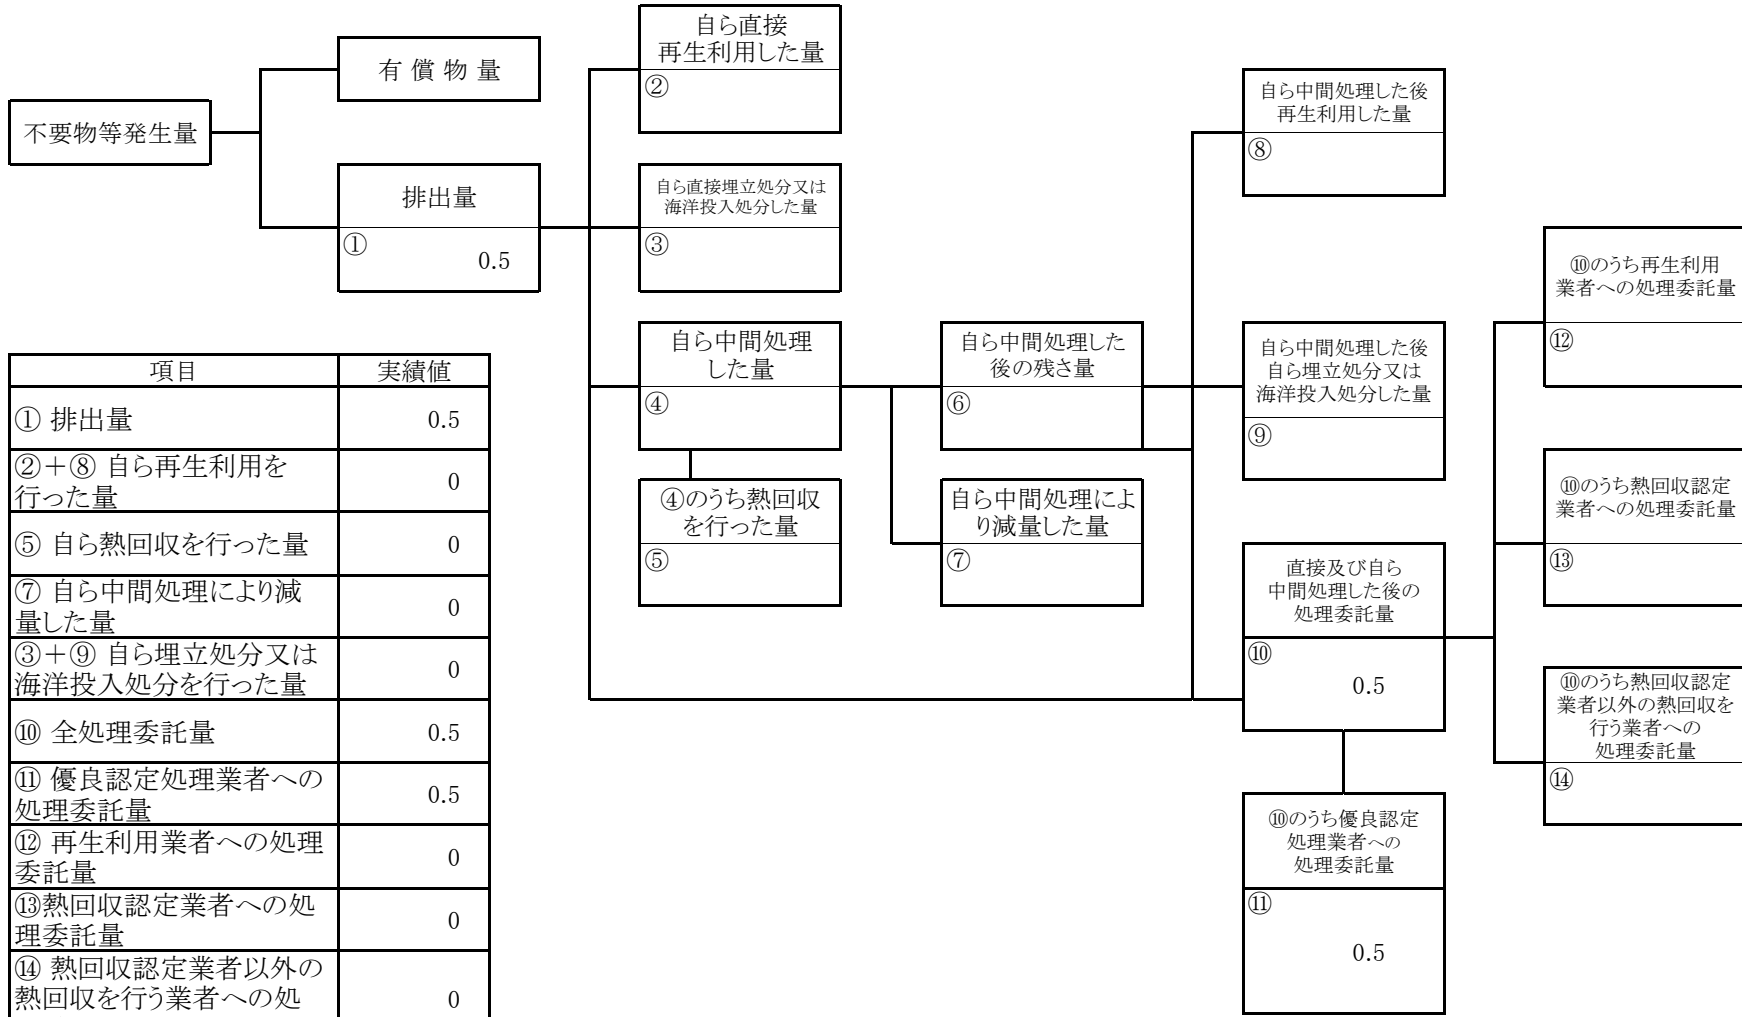 不要物等発生量
有 償 物 量
排出量
①
0.5
自ら直接
再生利用した量
②
自ら直接埋立処分又は
海洋投入処分した量
③
自ら中間処理
した量
④
④のうち熱回収
を行った量
⑤
自ら中間処理した
後の残さ量
⑥
自ら中間処理によ
り減量した量
⑦
自ら中間処理した後
再生利用した量
⑧
自ら中間処理した後
自ら埋立処分又は
海洋投入処分した量
⑨
直接及び自ら
中間処理した後の
処理委託量
⑩
0.5
⑩のうち優良認定
処理業者への
処理委託量
⑪
0.5
⑩のうち再生利用
業者への処理委託量
⑫
⑩のうち熱回収認定
業者への処理委託量
⑬
⑩のうち熱回収認定
業者以外の熱回収を
行う業者への
処理委託量
⑭
項目 実績値
① 排出量 0.5
②＋⑧ 自ら再生利用を
行った量 0
⑤ 自ら熱回収を行った量 0
⑦ 自ら中間処理により減
量した量 0
③＋⑨ 自ら埋立処分又は
海洋投入処分を行った量 0
⑩ 全処理委託量 0.5
⑪ 優良認定処理業者への
処理委託量 0.5
⑫ 再生利用業者への処理
委託量 0
⑬熱回収認定業者への処
理委託量 0
⑭ 熱回収認定業者以外の
熱回収を行う業者への処 0